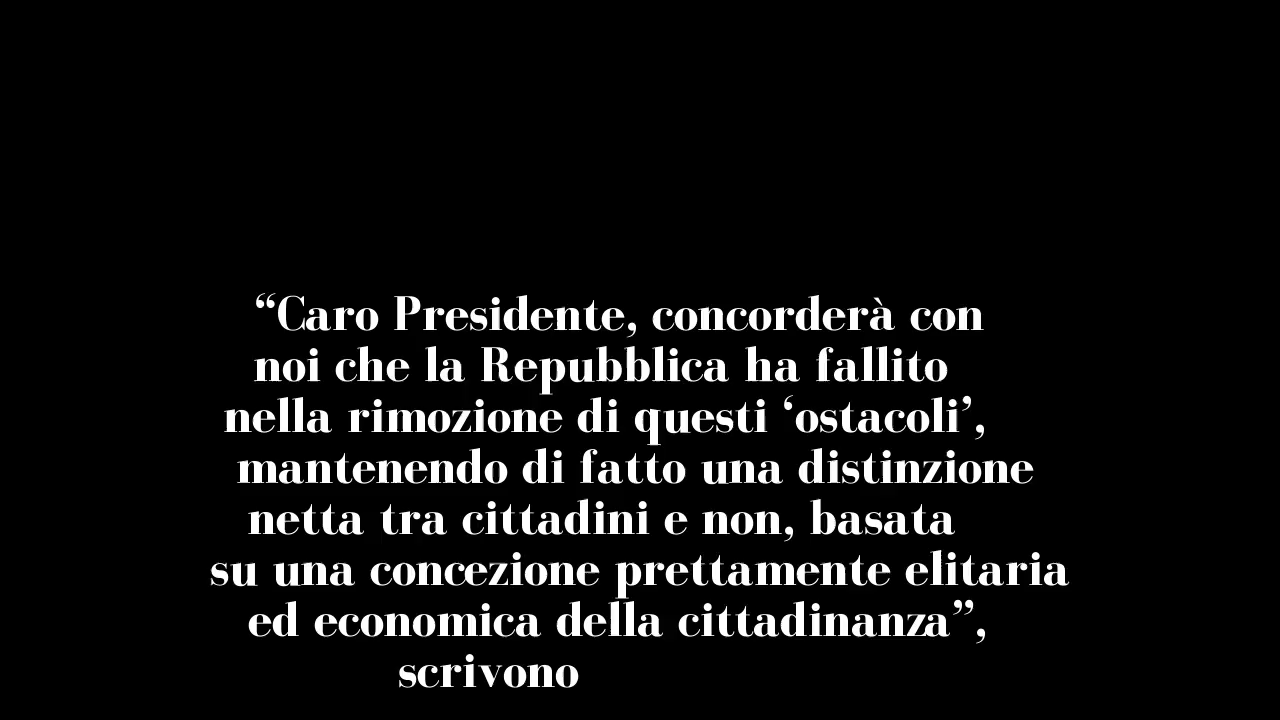 “Caro Presidente, concorderà con
noi che la Repubblica ha fallito
nella rimozione di questi ‘ostacoli’,
mantenendo di fatto una distinzione
netta tra cittadini e non, basata
su una concezione prettamente elitaria
ed economica della cittadinanza”,
scrivono